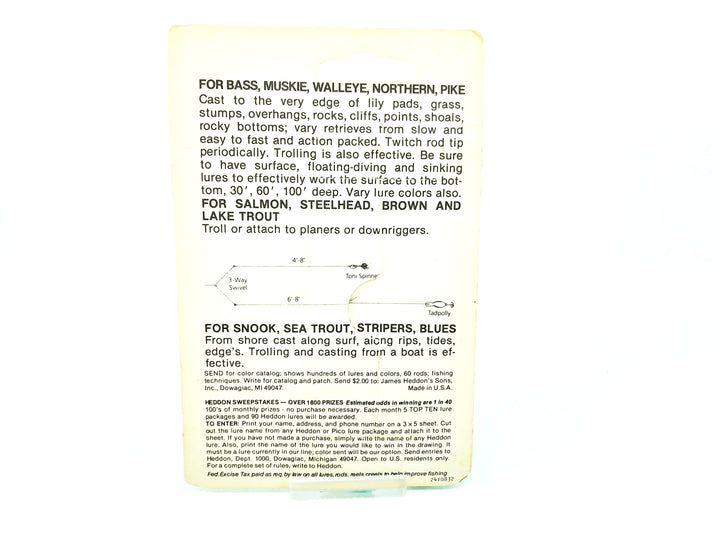 FOR BASS, MUSKIE, WALLEYE, NORTHERN, PIKE
Cast to the very edge of lily pads, grass,
stumps, overhangs, rocks, cliffs, points, shoals,
rocky bottoms; vary retrieves from slow and
easy to fast and action packed. Twitch rod tip
periodically. Trolling is also effective. Be sure
to have surface, floating-diving and sinking
lures to effectively work the surface to the bot-
tom, 30', 60', 100' deep. Vary lure colors also.
FOR SALMON, STEELHEAD, BROWN AND
LAKE TROUT
Troll or attach to planers or downriggers.
4'-8'
3-Way
Swivel
Toni Spinner
6'-8'
Tadpolly
FOR SNOOK, SEA TROUT, STRIPERS, BLUES
From shore cast along surf, along rips, tides,
edge's. Trolling and casting from a boat is ef-
fective.
SEND for color catalog; shows hundreds of lures and colors, 60 rods; fishing
techniques. Write for catalog and patch. Send $2.00 to: James Heddon's Sons,
Inc., Dowagiac, MI 49047. Made in U.S.A.
HEDDON SWEEPSTAKES — OVER 1800 PRIZES Estimated odds in winning are 1 in 40
100's of monthly prizes - no purchase necessary. Each month 5 TOP TEN lure
packages and 90 Heddon lures will be awarded.
TO ENTER: Print your name, address, and phone number on a 3 x 5 sheet. Cut
out the lure name from any Heddon or Pico lure package and attach it to the
sheet. If you have not made a purchase, simply write the name of any Heddon
lure. Also, print the name of the lure you would like to win in the drawing. It
must be a lure currently in our line; color sent will be our option. Send entries to
Heddon, Dept. 1000, Dowagiac, Michigan 49047. Open to U.S. residents only.
For a complete set of rules, write to Heddon.
Fed. Excise Tax paid as req. by law on all lures, rods, reels creels to help improve fishing
2410832